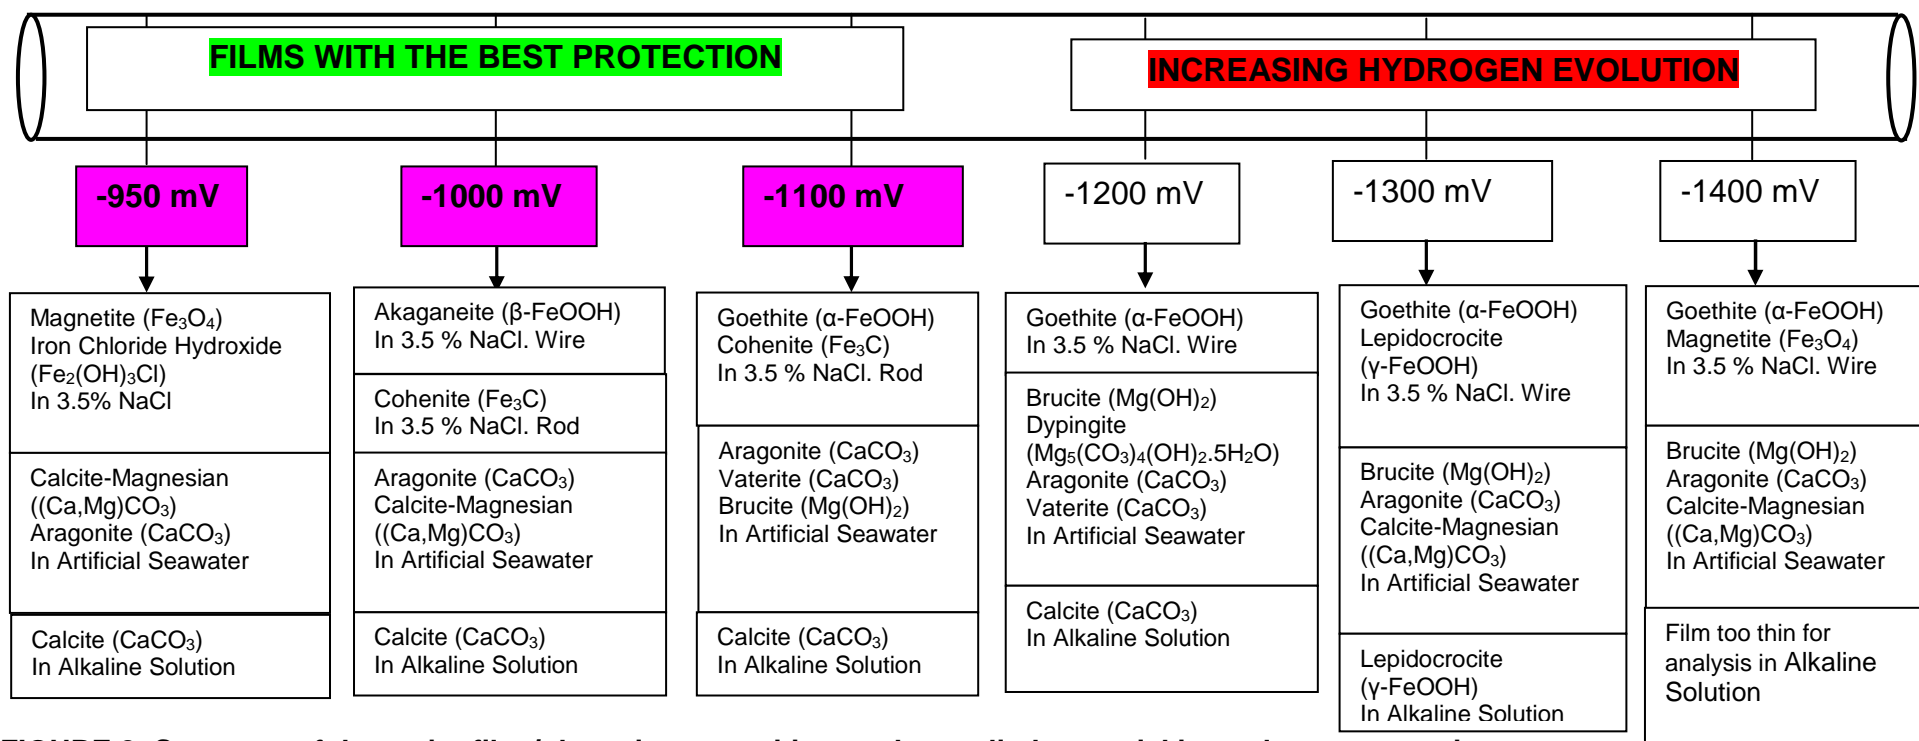 FILMS WITH THE BEST PROTECTION
INCREASING HYDROGEN EVOLUTION
-950 mV
-1000 mV
-1100 mV
-1200 mV
-1300 mV
-1400 mV
Magnetite (Fe₃O₄)
Iron Chloride Hydroxide
(Fe₂(OH)₃Cl)
In 3.5% NaCl
Calcite-Magnesian
((Ca,Mg)CO₃)
Aragonite (CaCO₃)
In Artificial Seawater
Calcite (CaCO₃)
In Alkaline Solution
Akaganeite (β-FeOOH)
In 3.5 % NaCl. Wire
Cohenite (Fe₃C)
In 3.5 % NaCl. Rod
Aragonite (CaCO₃)
Calcite-Magnesian
((Ca,Mg)CO₃)
In Artificial Seawater
Calcite (CaCO₃)
In Alkaline Solution
Goethite (α-FeOOH)
Cohenite (Fe₃C)
In 3.5 % NaCl. Rod
Aragonite (CaCO₃)
Vaterite (CaCO₃)
Brucite (Mg(OH)₂)
In Artificial Seawater
Calcite (CaCO₃)
In Alkaline Solution
Goethite (α-FeOOH)
In 3.5 % NaCl. Wire
Brucite (Mg(OH)₂)
Dypingite
(Mg₅(CO₃)₄(OH)₂.5H₂O)
Aragonite (CaCO₃)
Vaterite (CaCO₃)
In Artificial Seawater
Calcite (CaCO₃)
In Alkaline Solution
Goethite (α-FeOOH)
Lepidocrocite
(γ-FeOOH)
In 3.5 % NaCl. Wire
Brucite (Mg(OH)₂)
Aragonite (CaCO₃)
Calcite-Magnesian
((Ca,Mg)CO₃)
In Artificial Seawater
Lepidocrocite
(γ-FeOOH)
In Alkaline Solution
Goethite (α-FeOOH)
Magnetite (Fe₃O₄)
In 3.5 % NaCl. Wire
Brucite (Mg(OH)₂)
Aragonite (CaCO₃)
Calcite-Magnesian
((Ca,Mg)CO₃)
In Artificial Seawater
Film too thin for
analysis in Alkaline
Solution